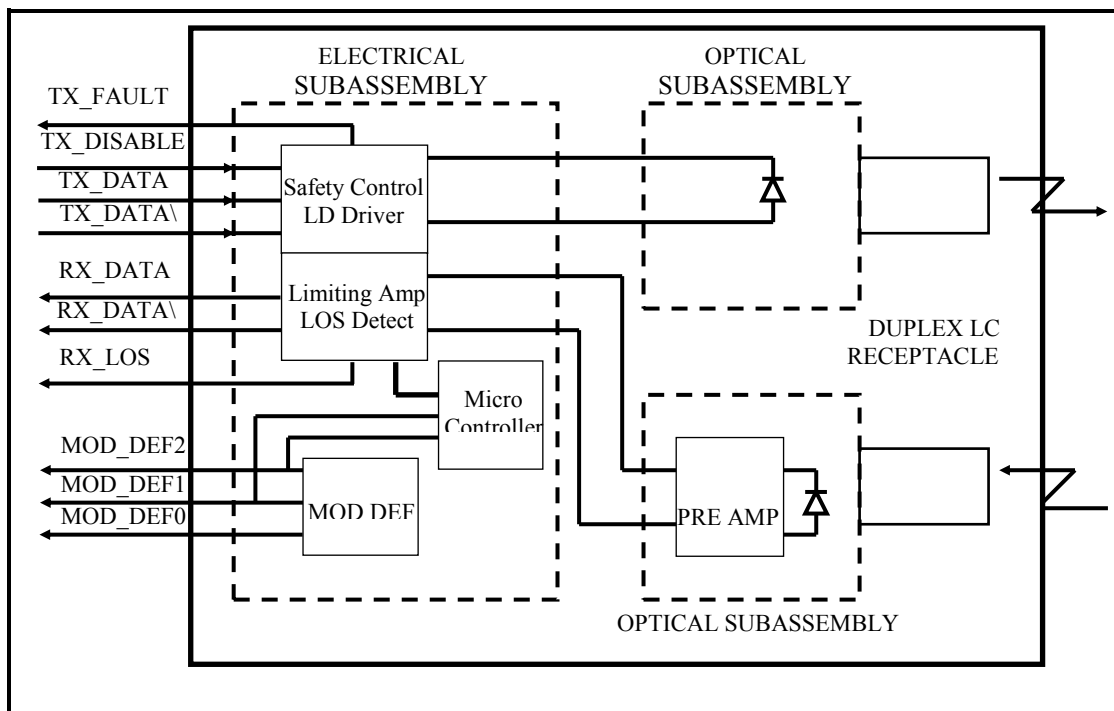 ELECTRICAL
SUBASSEMBLY
OPTICAL
SUBASSEMBLY
TX_FAULT
TX_DISABLE
TX_DATA
TX_DATA\
Safety Control
LD Driver
RX_DATA
RX_DATA\
RX_LOS
Limiting Amp
LOS Detect
DUPLEX LC
RECEPTACLE
Micro
Controller
MOD_DEF2
MOD_DEF1
MOD_DEF0
MOD DEF
PRE AMP
OPTICAL SUBASSEMBLY